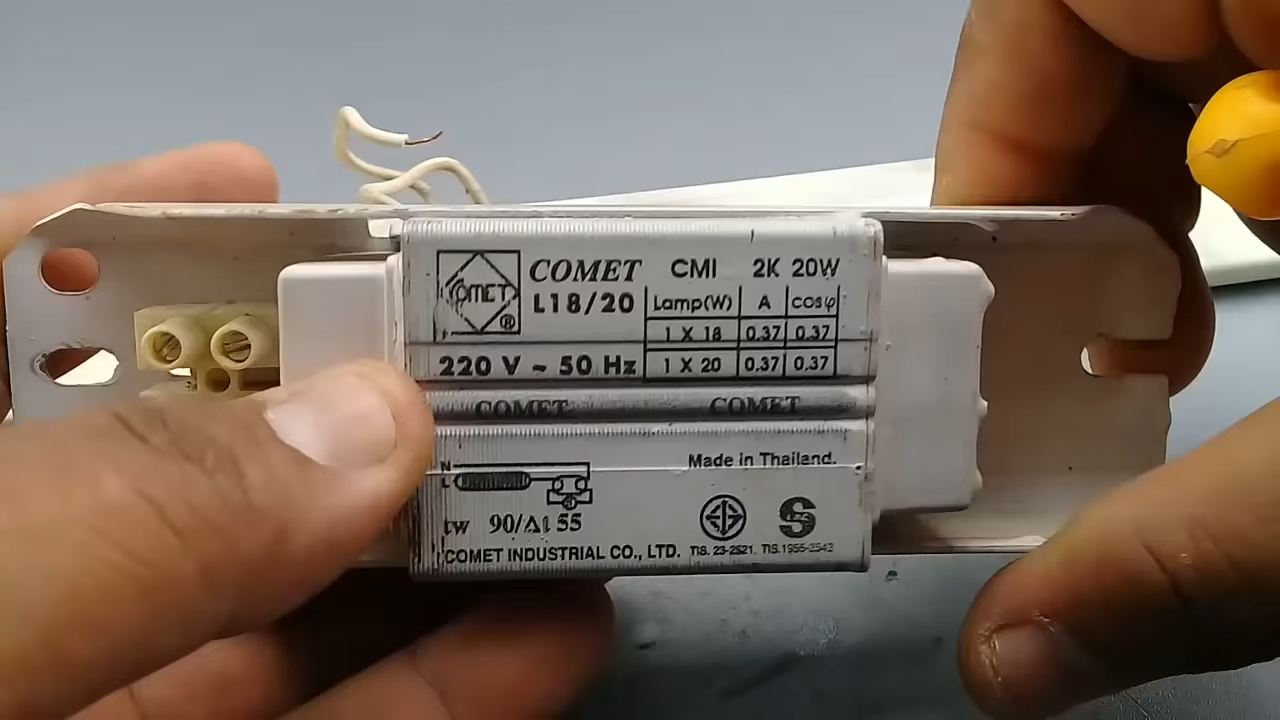 COMET CMI 2K 20W
COMET ®
L18/20
Lamp(W) A cosφ
1 X 18 0.37 0.37
1 X 20 0.37 0.37
220 V ~ 50 Hz
COMET COMET
N
L
Made in Thailand.
S
tw 90/Δt 55
COMET INDUSTRIAL CO., LTD. TIS. 23-2521. TIS.1955-2542